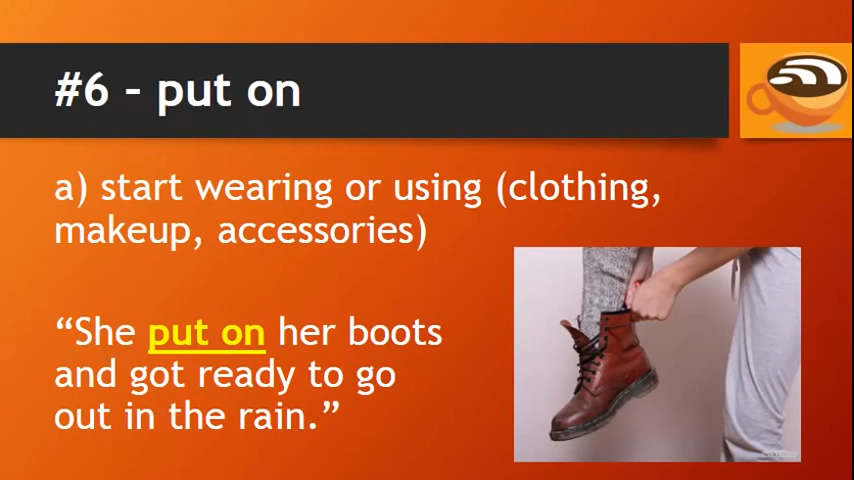 #6 – put on
a) start wearing or using (clothing,
makeup, accessories)
“She put on her boots
and got ready to go
out in the rain.”